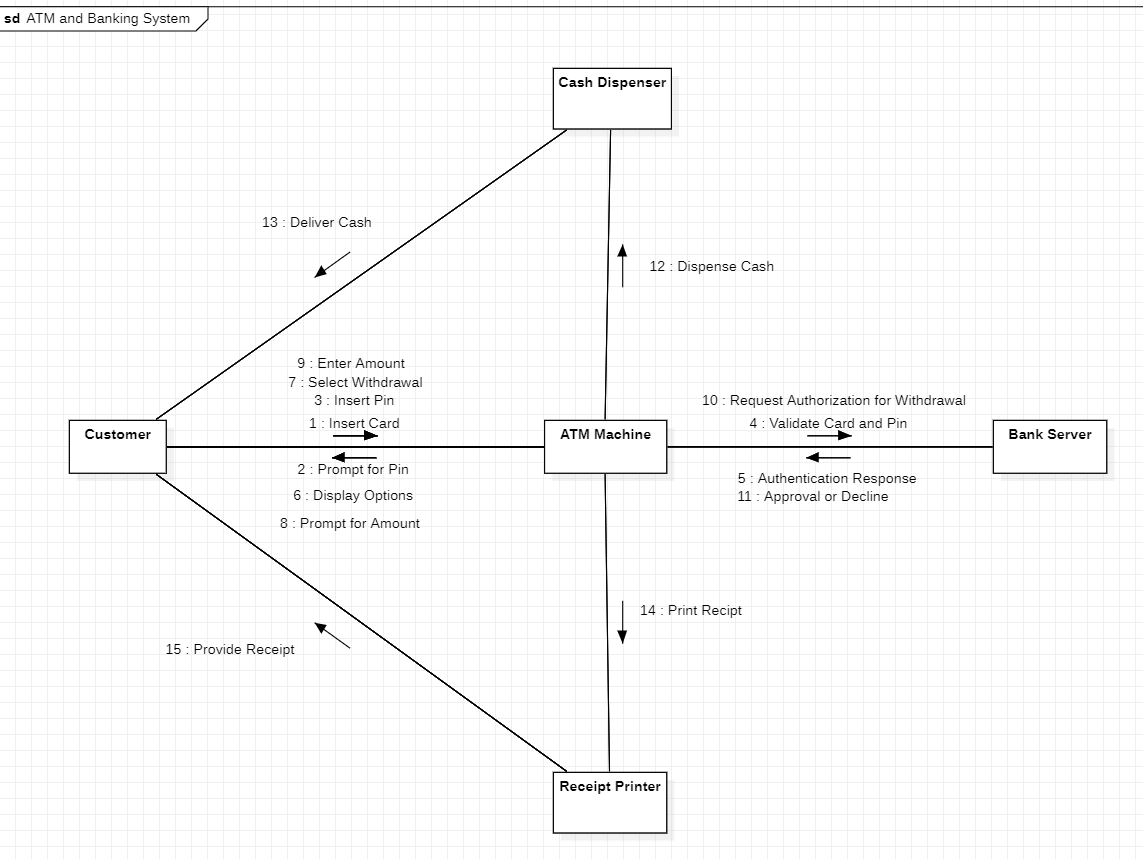 sd ATM and Banking System
Cash Dispenser
13 : Deliver Cash
12 : Dispense Cash
9 : Enter Amount
7 : Select Withdrawal
3 : Insert Pin
1 : Insert Card
10 : Request Authorization for Withdrawal
4 : Validate Card and Pin
Customer
ATM Machine
Bank Server
2 : Prompt for Pin
6 : Display Options
8 : Prompt for Amount
5 : Authentication Response
11 : Approval or Decline
14 : Print Recipt
15 : Provide Receipt
Receipt Printer